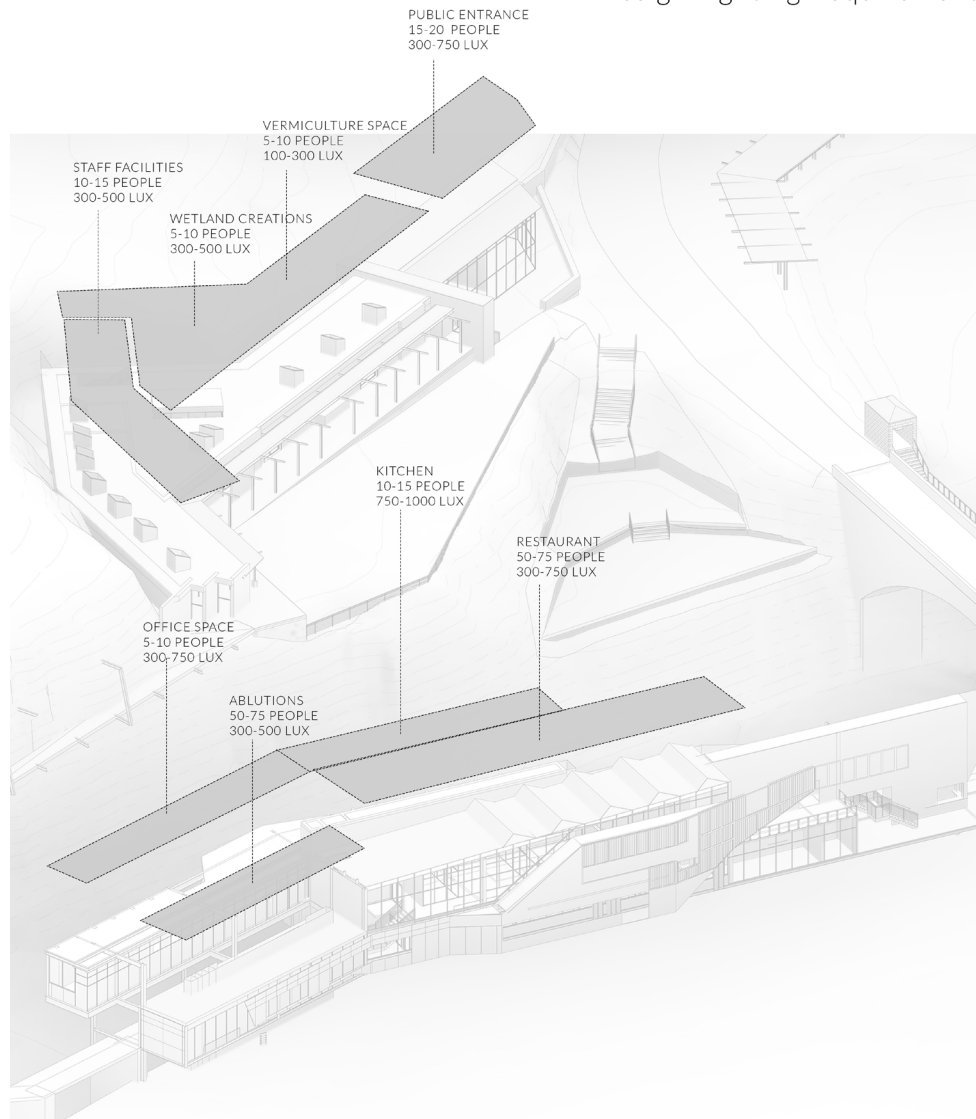 PUBLIC ENTRANCE
15-20 PEOPLE
300-750 LUX
VERMICULTURE SPACE
5-10 PEOPLE
100-300 LUX
STAFF FACILITIES
10-15 PEOPLE
300-500 LUX
WETLAND CREATIONS
5-10 PEOPLE
300-500 LUX
KITCHEN
10-15 PEOPLE
750-1000 LUX
RESTAURANT
50-75 PEOPLE
300-750 LUX
OFFICE SPACE
5-10 PEOPLE
300-750 LUX
ABLUTIONS
50-75 PEOPLE
300-500 LUX